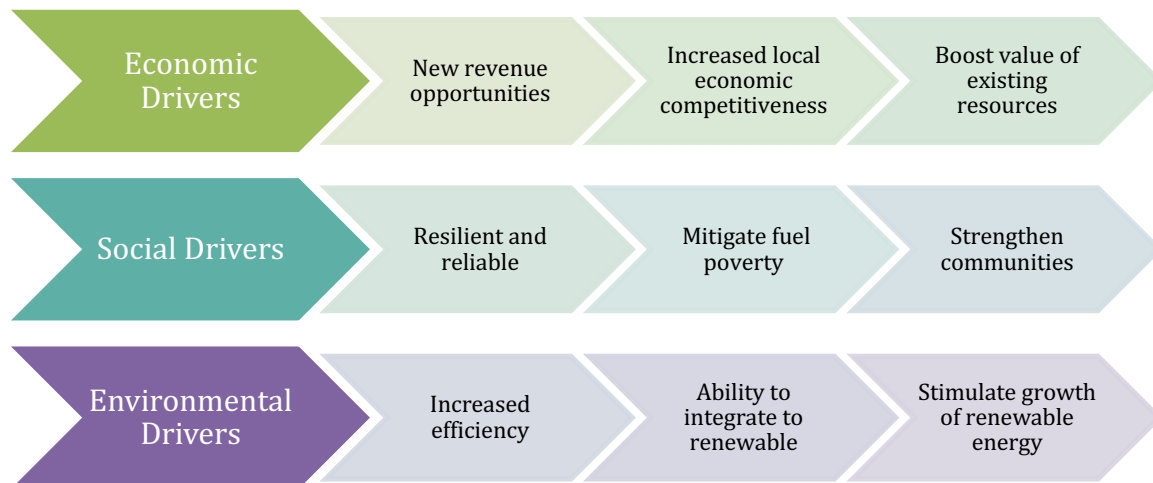 Economic
Drivers
New revenue
opportunities
Increased local
economic
competitiveness
Boost value of
existing
resources
Social Drivers
Resilient and
reliable
Mitigate fuel
poverty
Strengthen
communities
Environmental
Drivers
Increased
efficiency
Ability to
integrate to
renewable
Stimulate growth
of renewable
energy